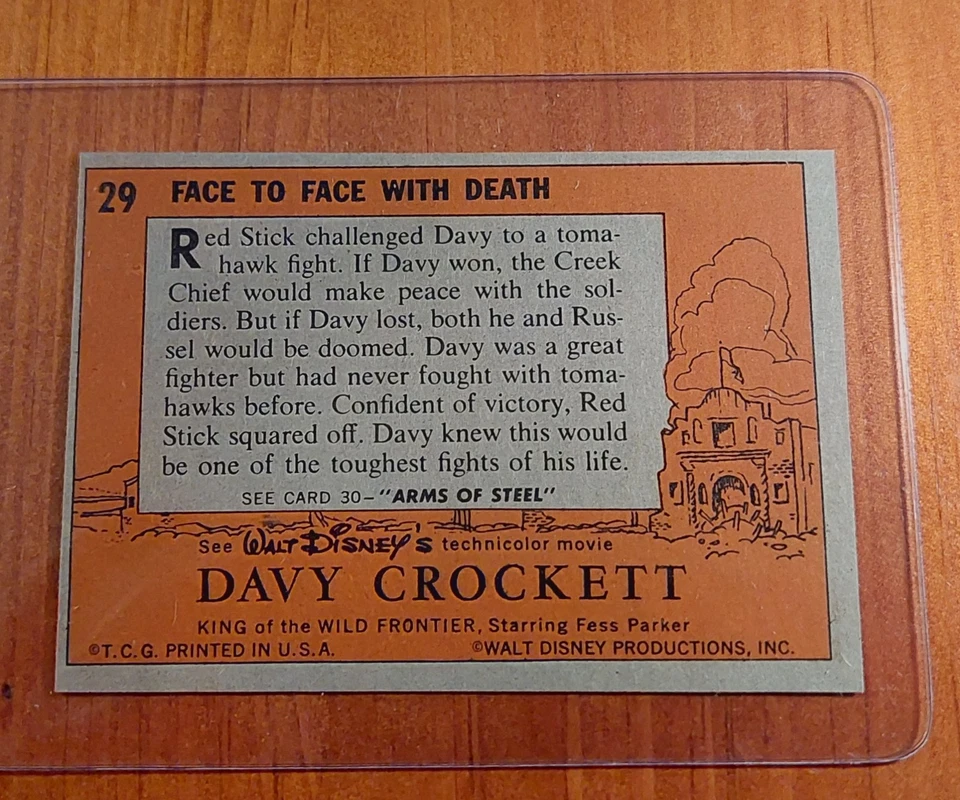 29 FACE TO FACE WITH DEATH
Red Stick challenged Davy to a toma-
hawk fight. If Davy won, the Creek
Chief would make peace with the sol-
diers. But if Davy lost, both he and Rus-
sel would be doomed. Davy was a great
fighter but had never fought with toma-
hawks before. Confident of victory, Red
Stick squared off. Davy knew this would
be one of the toughest fights of his life.
SEE CARD 30-"ARMS OF STEEL"
See WALT DISNEY'S technicolor movie
DAVY CROCKETT
KING of the WILD FRONTIER, Starring Fess Parker
©T.C.G. PRINTED IN U.S.A. ©WALT DISNEY PRODUCTIONS, INC.